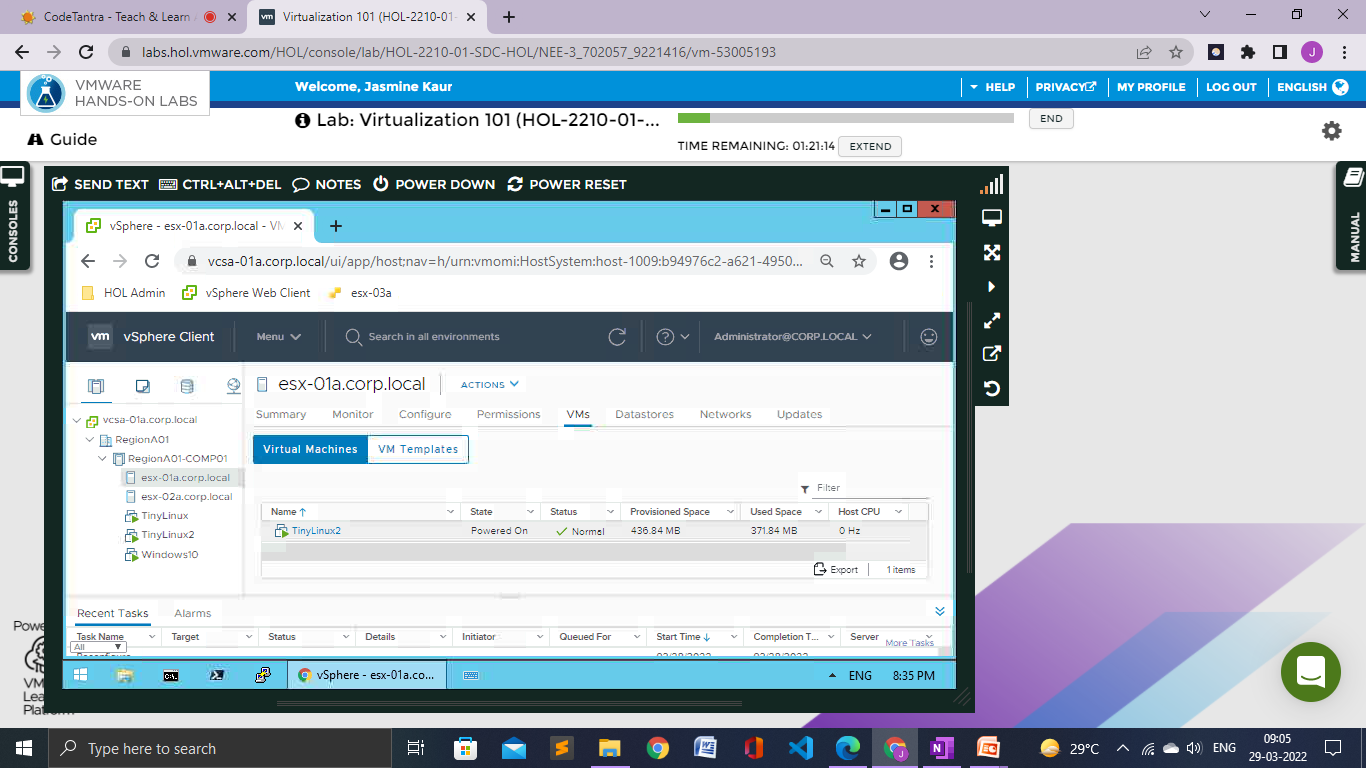 CodeTantra - Teach & Learn
Virtualization 101 (HOL-2210-01-
labs.hol.vmware.com/HOL/console/lab/HOL-2210-01-SDC-HOL/NEE-3_702057_9221416/vm-53005193
J
vm
VMWARE
HANDS-ON LABS
Welcome, Jasmine Kaur
HELP
PRIVACY
MY PROFILE
LOG OUT
ENGLISH
Guide
Lab: Virtualization 101 (HOL-2210-01-...
END
TIME REMAINING: 01:21:14
EXTEND
CONSOLES
MANUAL
SEND TEXT
CTRL+ALT+DEL
NOTES
POWER DOWN
POWER RESET
vSphere - esx-01a.corp.local - VM
vcsa-01a.corp.local/ui/app/host;nav=h/urn:vmomi:HostSystem:host-1009:b94976c2-a621-4950...
HOL Admin
vSphere Web Client
esx-03a
vm
vSphere Client
Menu
Search in all environments
Administrator@CORP.LOCAL
esx-01a.corp.local
ACTIONS
Summary
Monitor
Configure
Permissions
VMs
Datastores
Networks
Updates
vcsa-01a.corp.local
RegionA01
RegionA01-COMP01
esx-01a.corp.local
esx-02a.corp.local
TinyLinux
TinyLinux2
Windows10
Virtual Machines
VM Templates
Filter
Name
State
Status
Provisioned Space
Used Space
Host CPU
TinyLinux2
Powered On
Normal
436.84 MB
371.84 MB
0 Hz
Export
1 items
Recent Tasks
Alarms
Task Name
Target
Status
Details
Initiator
Queued For
Start Time
Completion T...
Server
All
More Tasks
vSphere - esx-01a.co...
ENG
8:35 PM
Type here to search
29°C
ENG
09:05
29-03-2022